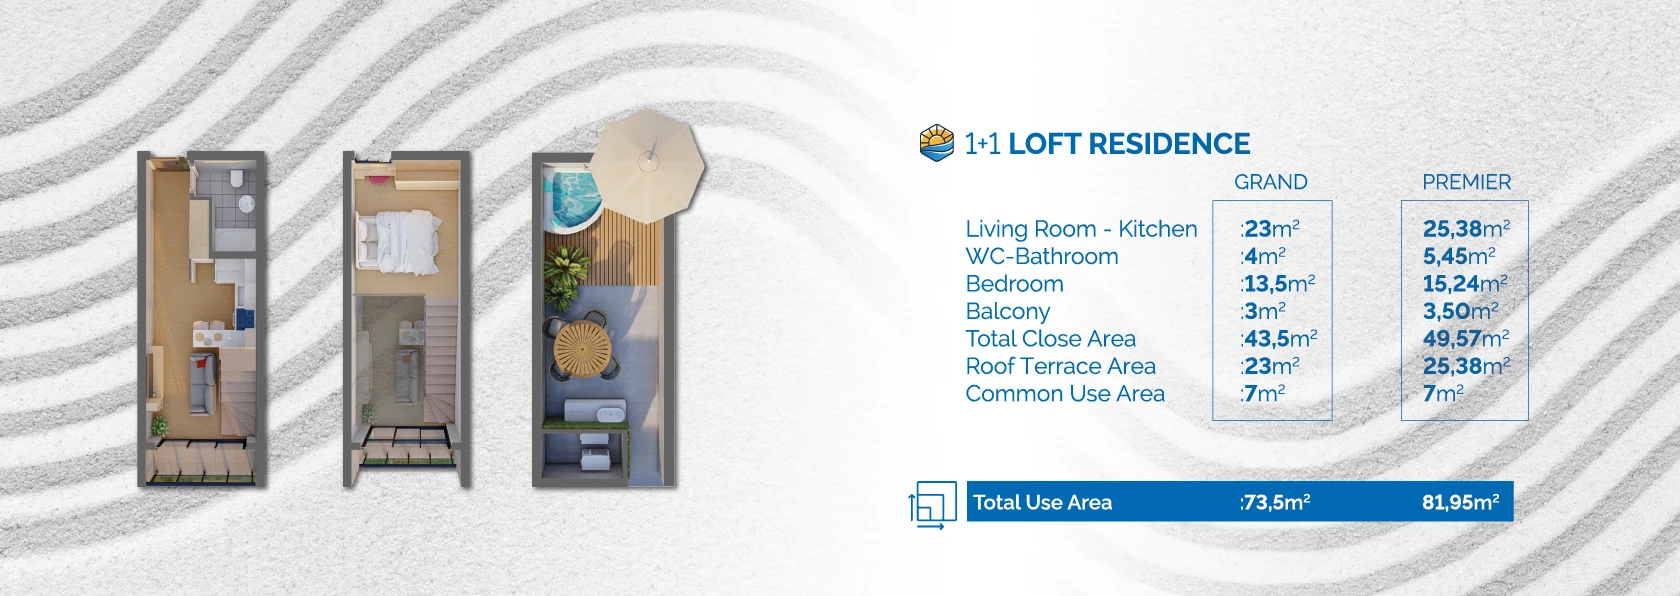 1+1 LOFT RESIDENCE
GRAND PREMIER
Living Room - Kitchen :23m² 25,38m²
WC-Bathroom :4m² 5,45m²
Bedroom :13,5m² 15,24m²
Balcony :3m² 3,50m²
Total Close Area :43,5m² 49,57m²
Roof Terrace Area :23m² 25,38m²
Common Use Area :7m² 7m²
Total Use Area :73,5m² 81,95m²